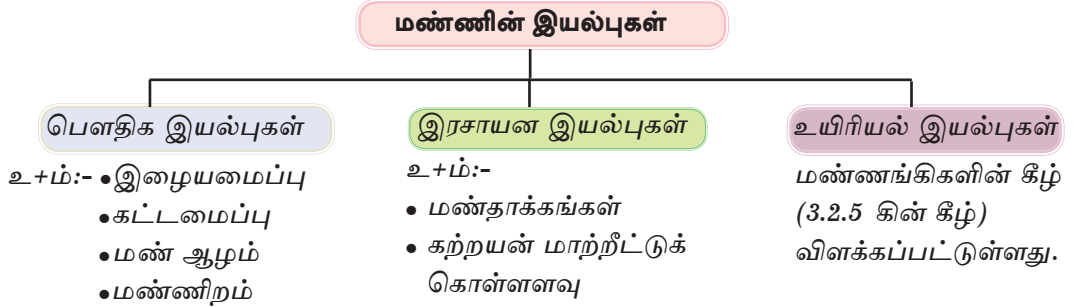 மண்ணின் இயல்புகள்
பௌதிக இயல்புகள்
உ+ம்:- •இழையமைப்பு
•கட்டமைப்பு
•மண் ஆழம்
•மண்ணிறம்
இரசாயன இயல்புகள்
உ+ம்:-
• மண்தாக்கங்கள்
• கற்றயன் மாற்றீட்டுக்
கொள்ளளவு
உயிரியல் இயல்புகள்
மண்ணங்கிகளின் கீழ்
(3.2.5 கின் கீழ்)
விளக்கப்பட்டுள்ளது.